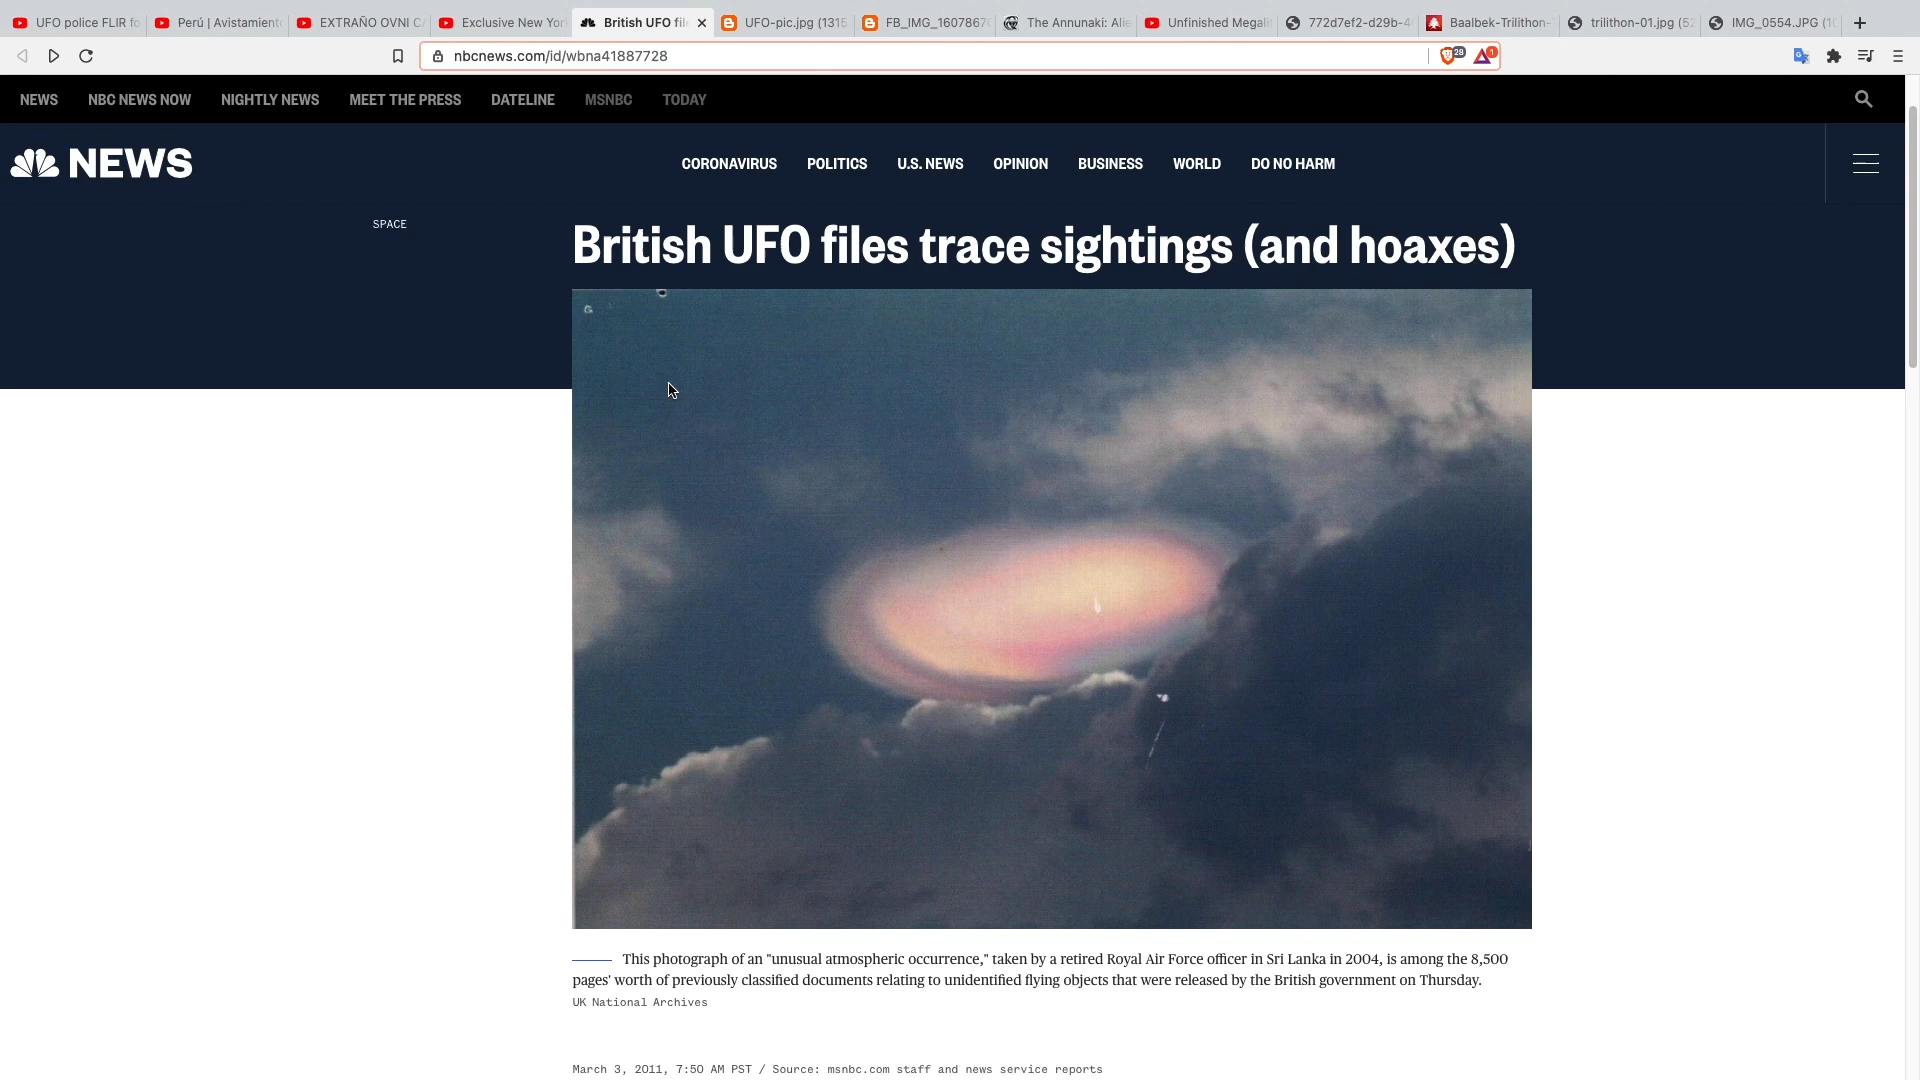 UFO police FLIR fo
Perú | Avistamient
EXTRAÑO OVNI C
Exclusive New Yor
British UFO fil
UFO-pic.jpg (1315
FB_IMG_1607867
The Annunaki: Alie
Unfinished Megali
772d7ef2-d29b-4
Baalbek-Trilithon-
trilithon-01.jpg (52
IMG_0554.JPG (1
nbcnews.com/id/wbna41887728
28
1
NEWS
NBC NEWS NOW
NIGHTLY NEWS
MEET THE PRESS
DATELINE
MSNBC
TODAY
NEWS
CORONAVIRUS
POLITICS
U.S. NEWS
OPINION
BUSINESS
WORLD
DO NO HARM
SPACE
British UFO files trace sightings (and hoaxes)
This photograph of an "unusual atmospheric occurrence," taken by a retired Royal Air Force officer in Sri Lanka in 2004, is among the 8,500
pages' worth of previously classified documents relating to unidentified flying objects that were released by the British government on Thursday.
UK National Archives
March 3, 2011, 7:50 AM PST / Source: msnbc.com staff and news service reports